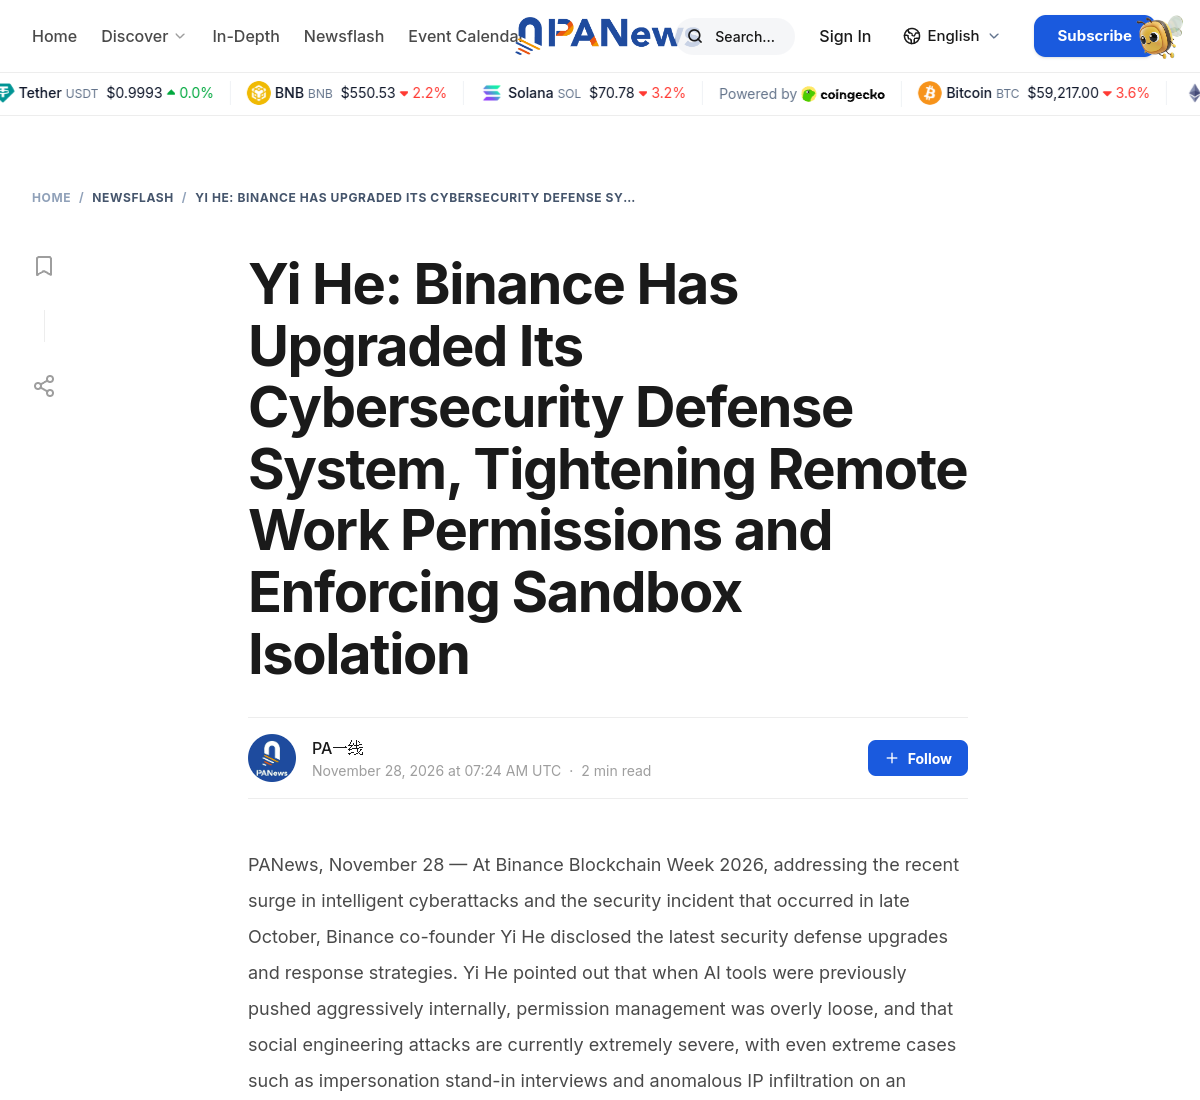 Home Discover In-Depth Newsflash Event Calendar PANews Search... Sign In English Subscribe
Tether USDT $0.9993 0.0% BNB BNB $550.53 2.2% Solana SOL $70.78 3.2% Powered by coingecko Bitcoin BTC $59,217.00 3.6%
HOME / NEWSFLASH / YI HE: BINANCE HAS UPGRADED ITS CYBERSECURITY DEFENSE SY...
Yi He: Binance Has
Upgraded Its
Cybersecurity Defense
System, Tightening Remote
Work Permissions and
Enforcing Sandbox
Isolation
PANews
PA一线
November 28, 2026 at 07:24 AM UTC · 2 min read
Follow
PANews, November 28 — At Binance Blockchain Week 2026, addressing the recent
surge in intelligent cyberattacks and the security incident that occurred in late
October, Binance co-founder Yi He disclosed the latest security defense upgrades
and response strategies. Yi He pointed out that when AI tools were previously
pushed aggressively internally, permission management was overly loose, and that
social engineering attacks are currently extremely severe, with even extreme cases
such as impersonation stand-in interviews and anomalous IP infiltration on an